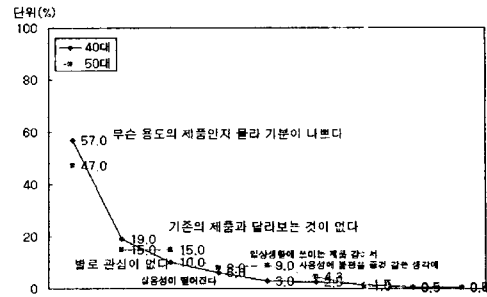 단위(%)
100
40대
50대
80
60
57.0 무슨 용도의 제품인지 몰라 기분이 나쁘다
47.0
40
기존의 제품과 달라보는 것이 없다
20
19.0
15.0
15.0
10.0
별로 관심이 없다
실용성이 떨어진다
일상생활에 쓰이는 제품 같
9.0 사용성에 불편을 줄것 같은 생각에
3.0
4.3
0